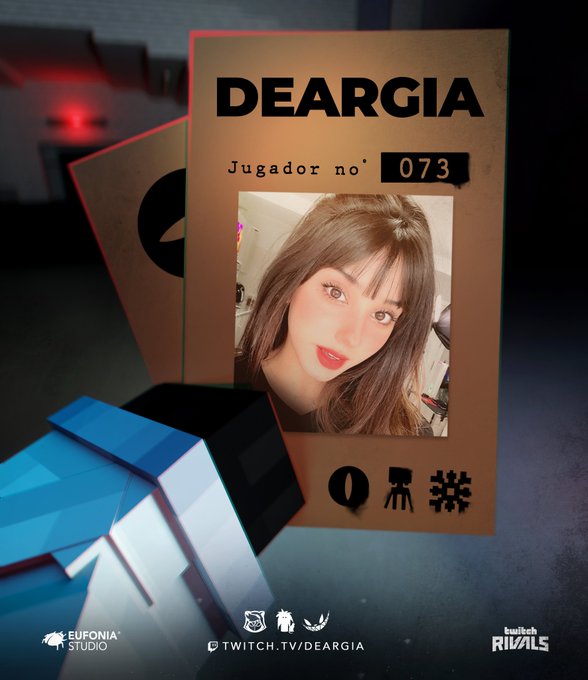 DEARGIA
Jugador no° 073
EUFONIA®
STUDIO
TWITCH.TV/DEARGIA
twitch
RIVALS